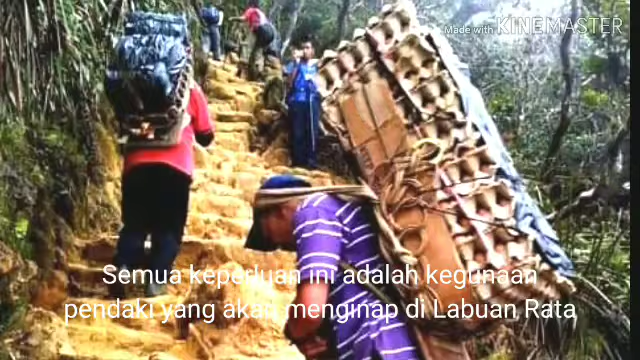 Made with KINEMASTER
Semua keperluan ini adalah kegunaan
pendaki yang akan menginap di Labuan Rata